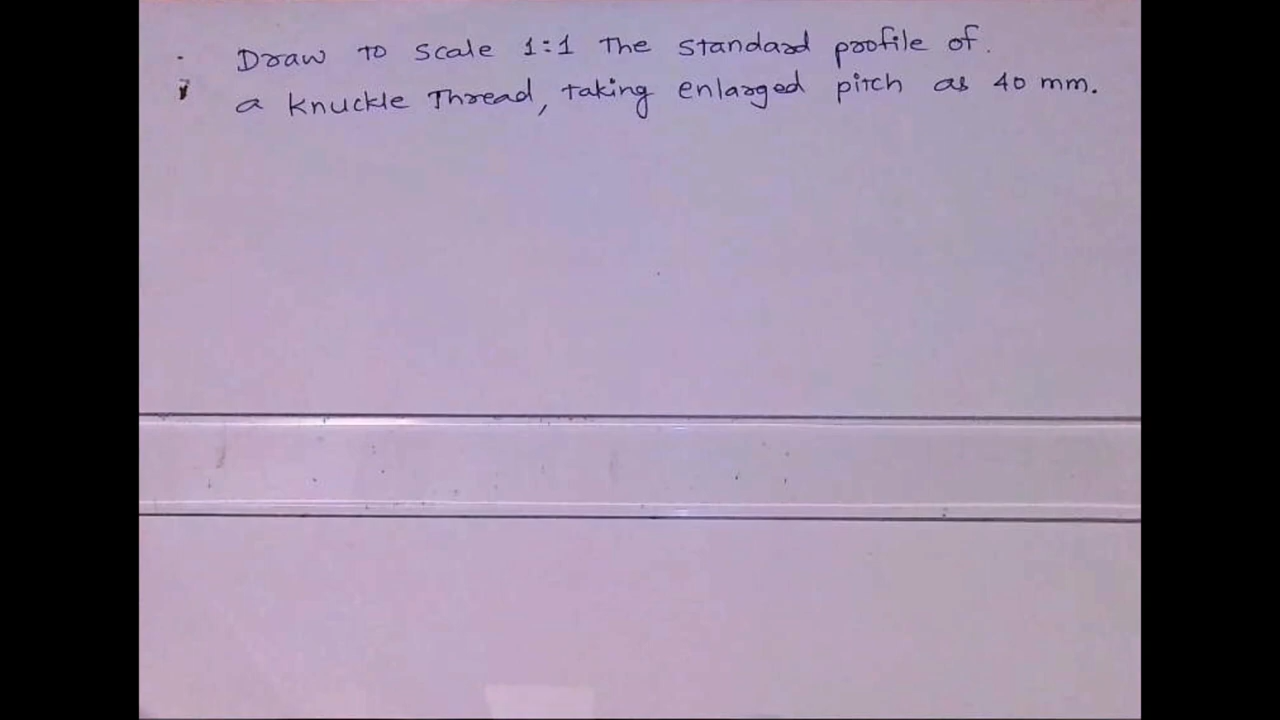 Draw to scale 1:1 the standard profile of.
a knuckle Thread, taking enlarged pitch as 40 mm.